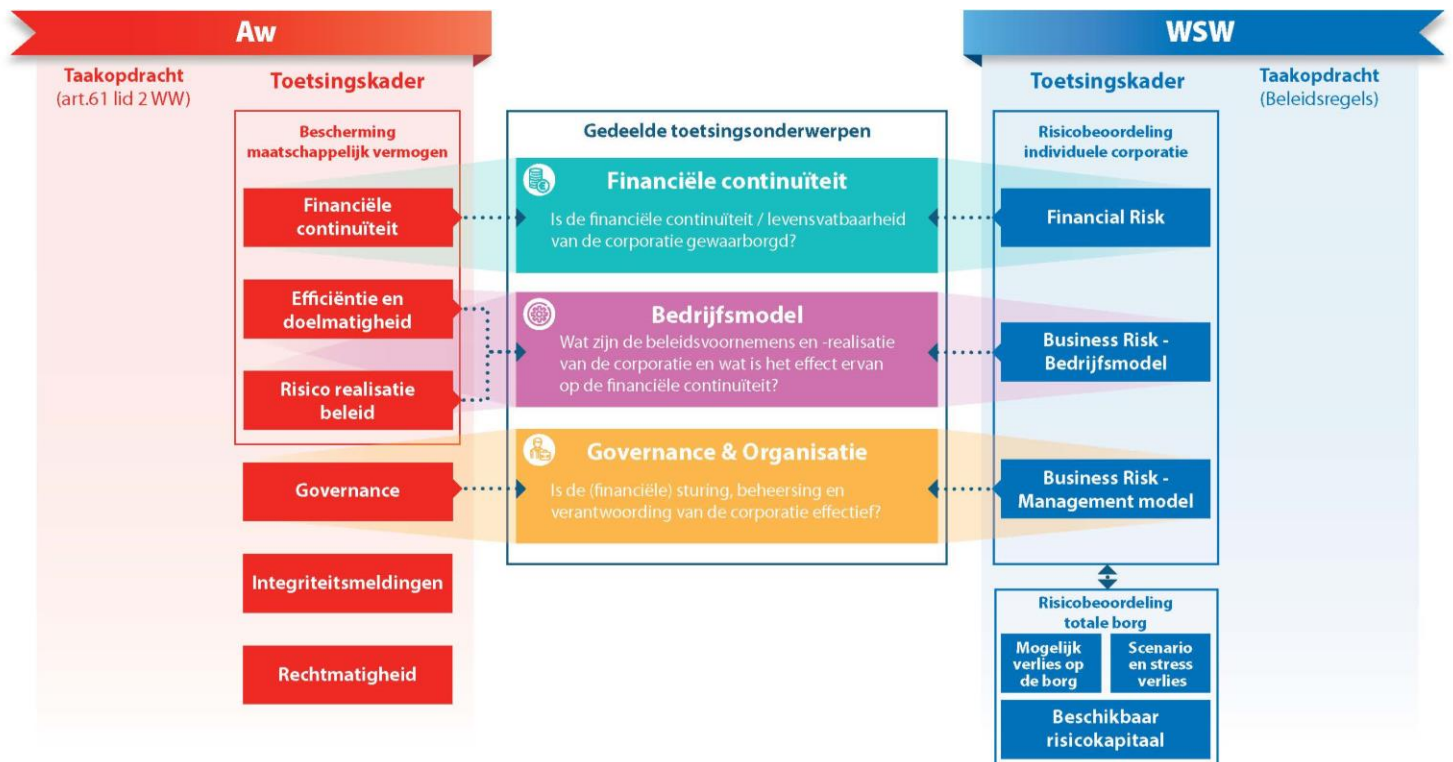 Aw
Taakopdracht
(art.61 lid 2 WW)
Toetsingskader
Bescherming
maatschappelijk vermogen
Financiële
continuïteit
Efficiëntie en
doelmatigheid
Risico realisatie
beleid
Governance
Integriteitsmeldingen
Rechtmatigheid
Gedeelde toetsingsonderwerpen
Financiële continuïteit
Is de financiële continuïteit / levensvatbaarheid
van de corporatie gewaarborgd?
Bedrijfsmodel
Wat zijn de beleidsvoornemens en -realisatie
van de corporatie en wat is het effect ervan
op de financiële continuïteit?
Governance & Organisatie
Is de (financiële) sturing, beheersing en
verantwoording van de corporatie effectief?
WSW
Toetsingskader
Taakopdracht
(Beleidsregels)
Risicobeoordeling
individuele corporatie
Financial Risk
Business Risk -
Bedrijfsmodel
Business Risk -
Management model
Risicobeoordeling
totale borg
Mogelijk
verlies op
de borg
Scenario
en stress
verlies
Beschikbaar
risicokapitaal